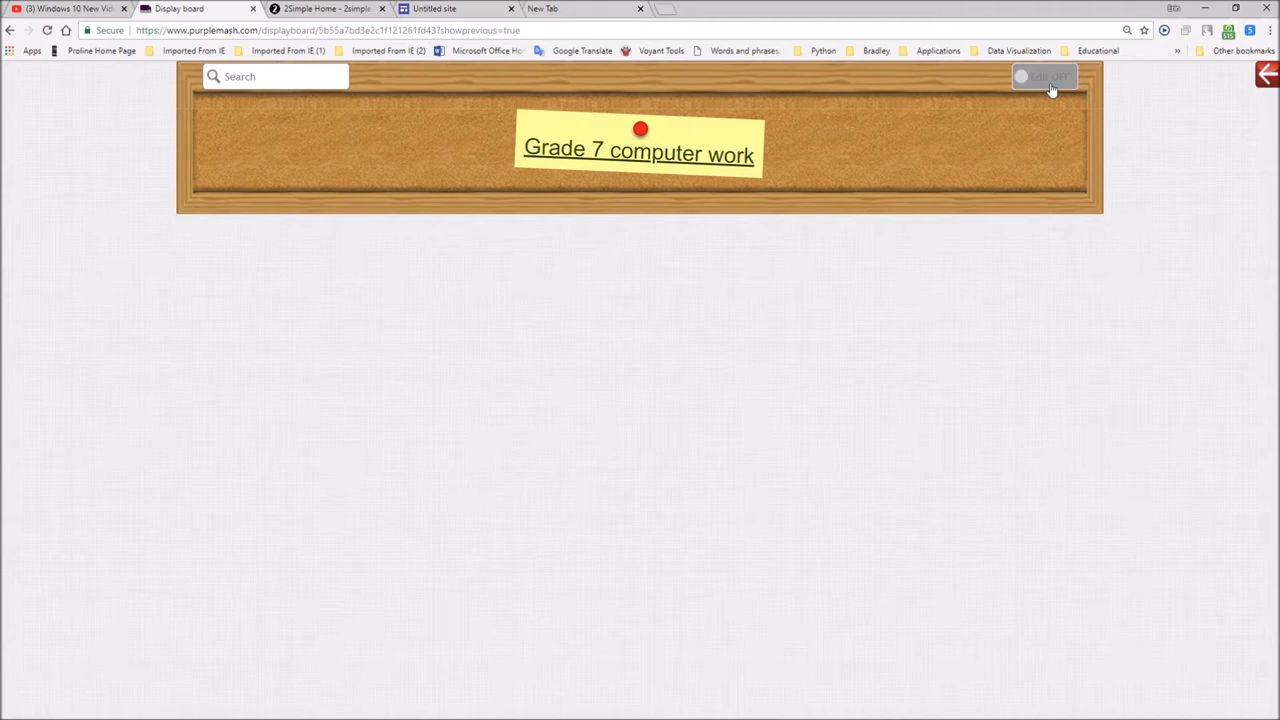 (3) Windows 10 New Vid
Display board
2Simple Home - 2simple
Untitled site
New Tab
Secure
https://www.purplemash.com/displayboard/5b55a7bd3e2c1f121261fd43?showprevious=true
Apps
Proline Home Page
Imported From IE
Imported From IE (1)
Imported From IE (2)
Microsoft Office Ho
Google Translate
Voyant Tools
Words and phrases
Python
Bradley
Applications
Data Visualization
Educational
»
Other bookmarks
Search
Edit OFF
Grade 7 computer work